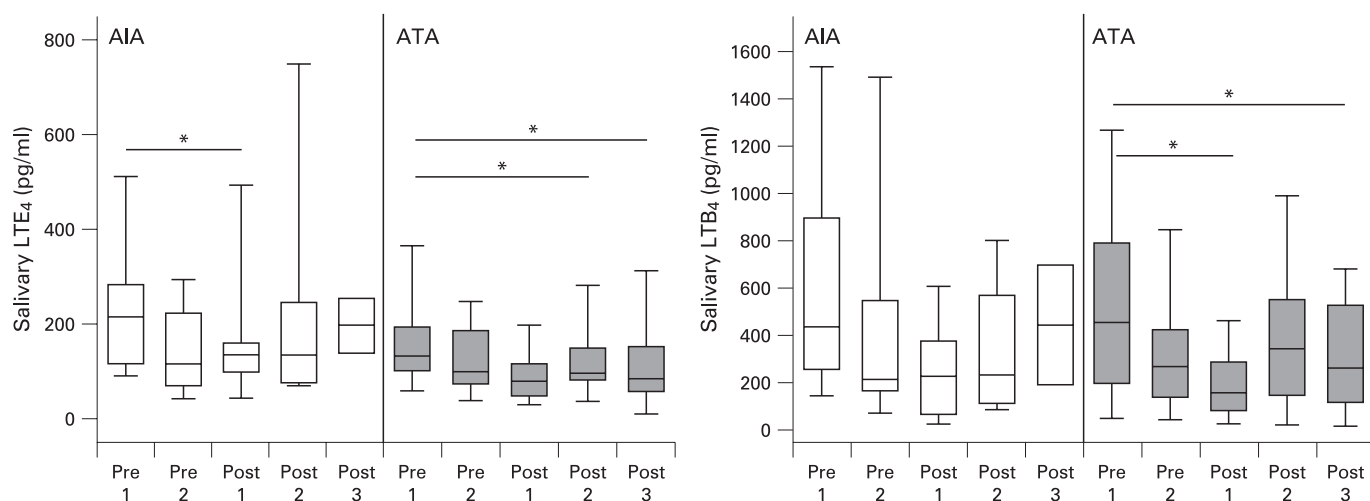 AIA
ATA
800
600
400
200
0
Salivary LTE₄ (pg/ml)
*
*
*
Pre Pre Post Post Post Pre Pre Post Post Post
1 2 1 2 3 1 2 1 2 3
AIA
ATA
1600
1400
1200
1000
800
600
400
200
0
Salivary LTB₄ (pg/ml)
*
*
Pre Pre Post Post Post Pre Pre Post Post Post
1 2 1 2 3 1 2 1 2 3